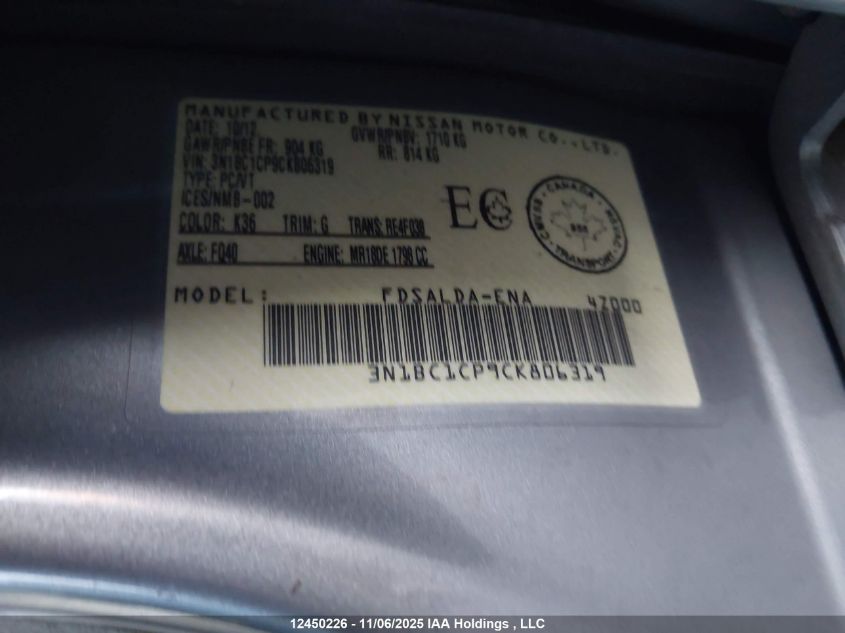 MANUFACTURED BY NISSAN MOTOR CO.,LTD.
DATE: 10/12 GVWR/PNBV: 1710 KG
GAWR/PNBE FR: 904 KG RR: 814 KG
VIN: 3N1BC1CP9CK806319
TYPE: PC/VT
ICES/NMB-002
COLOR: K36 TRIM: G TRANS: RE4F03B
AXLE: FQ40 ENGINE: MR18DE 1798 CC
EC
CANADA
TRANSPORT
MODEL: FDSALDA-ENA 47000
3N1BC1CP9CK806319
12450226 - 11/06/2025 IAA Holdings , LLC